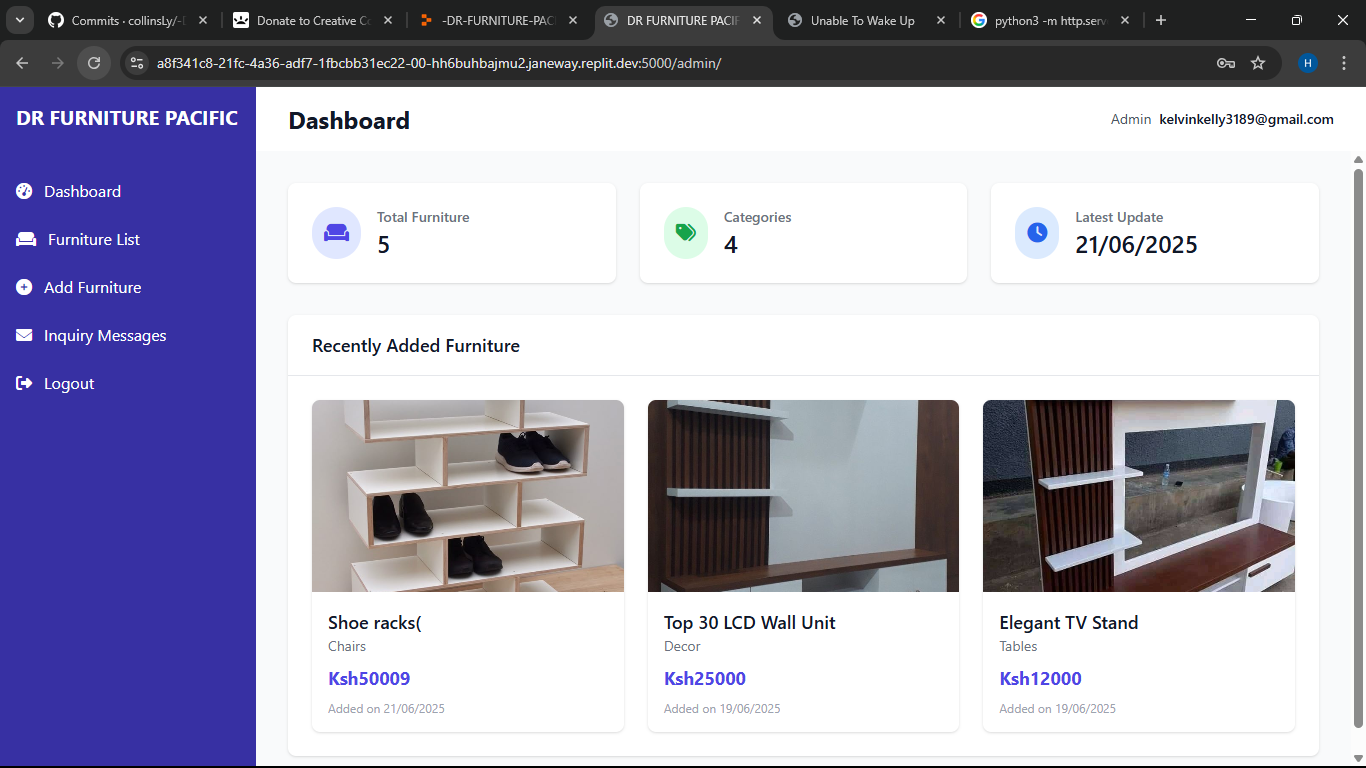 Commits · collinsLy/-D
Donate to Creative Co
-DR-FURNITURE-PAC
DR FURNITURE PACIF
Unable To Wake Up
python3 -m http.serv
a8f341c8-21fc-4a36-adf7-1fbcbb31ec22-00-hh6buhbajmu2.janeway.replit.dev:5000/admin/
H
DR FURNITURE PACIFIC
Dashboard
Furniture List
Add Furniture
Inquiry Messages
Logout
Dashboard
Admin kelvinkelly3189@gmail.com
Total Furniture
5
Categories
4
Latest Update
21/06/2025
Recently Added Furniture
Shoe racks(
Chairs
Ksh50009
Added on 21/06/2025
Top 30 LCD Wall Unit
Decor
Ksh25000
Added on 19/06/2025
Elegant TV Stand
Tables
Ksh12000
Added on 19/06/2025